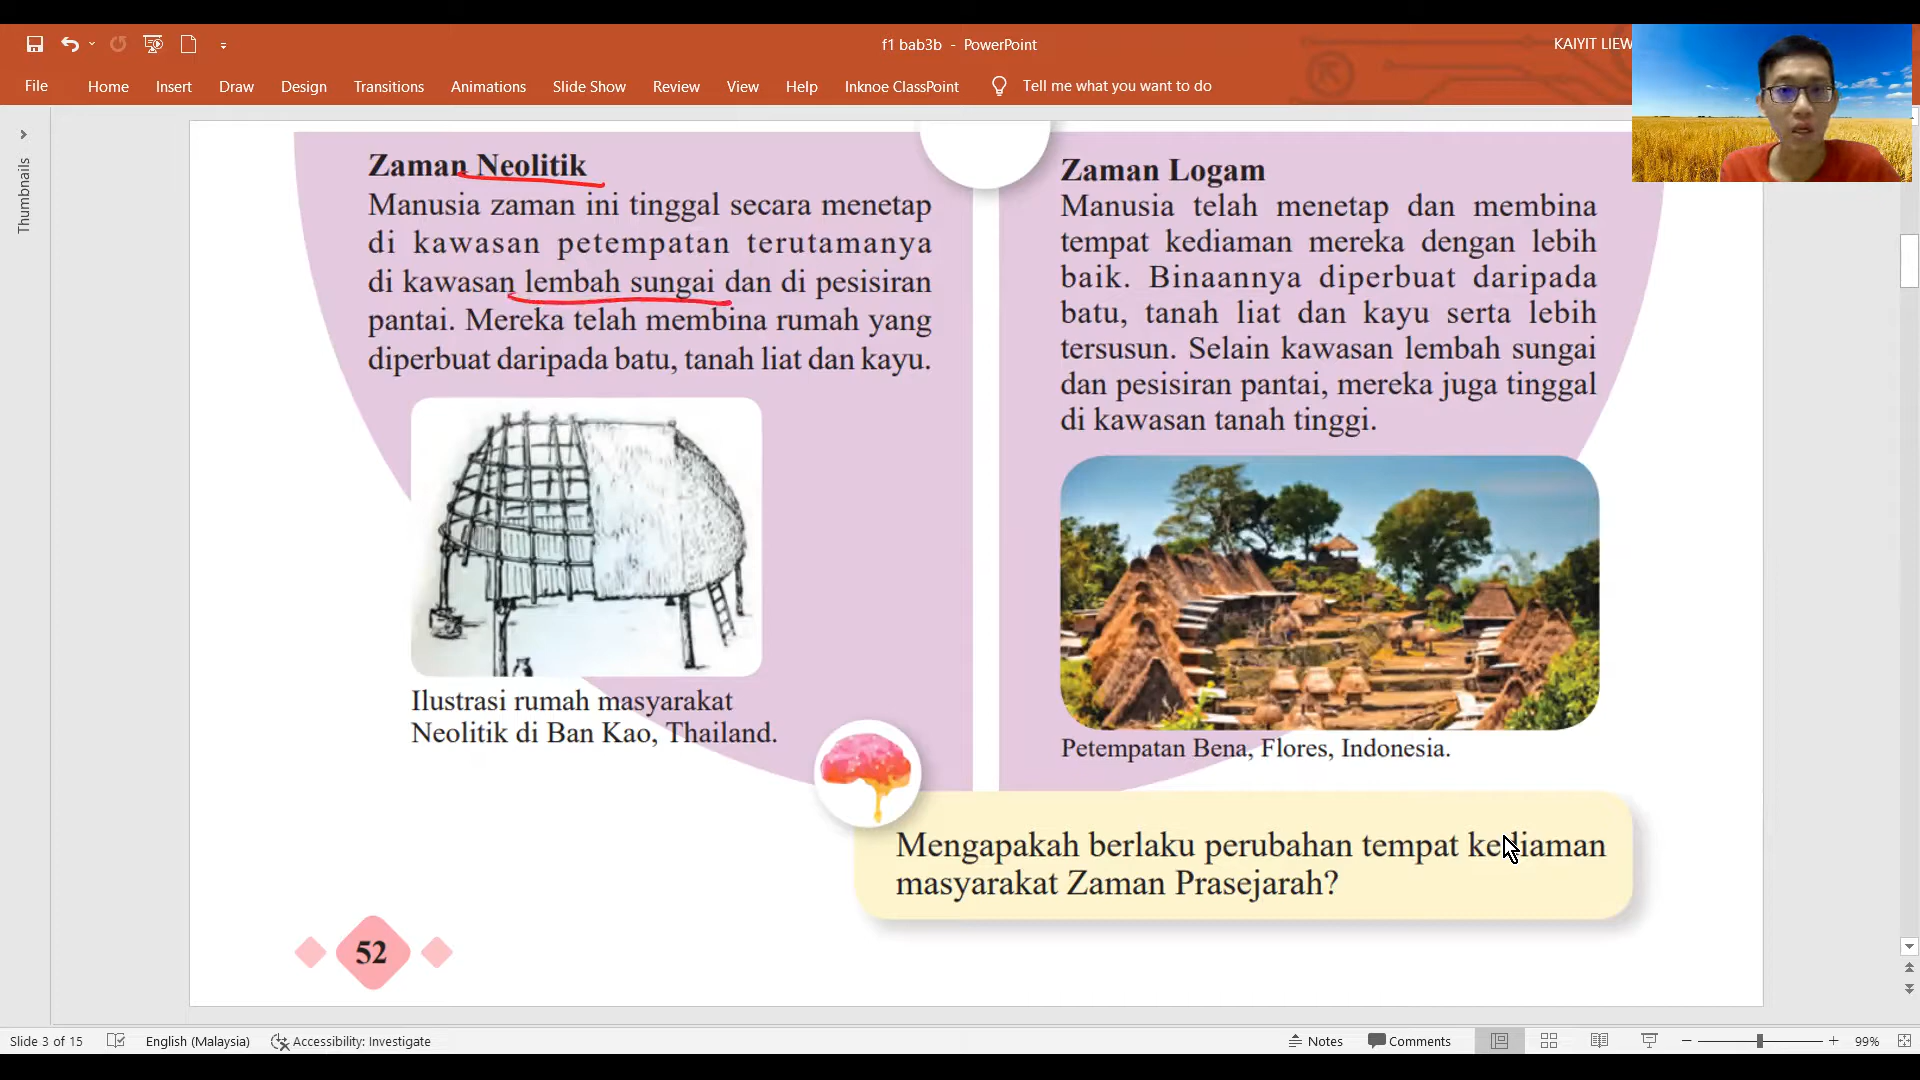 f1 bab3b - PowerPoint
KAIYIT LIEW
File
Home
Insert
Draw
Design
Transitions
Animations
Slide Show
Review
View
Help
Inknoe ClassPoint
Tell me what you want to do
Thumbnails
Zaman Neolitik
Manusia zaman ini tinggal secara menetap
di kawasan petempatan terutamanya
di kawasan lembah sungai dan di pesisiran
pantai. Mereka telah membina rumah yang
diperbuat daripada batu, tanah liat dan kayu.
Ilustrasi rumah masyarakat
Neolitik di Ban Kao, Thailand.
Zaman Logam
Manusia telah menetap dan membina
tempat kediaman mereka dengan lebih
baik. Binaannya diperbuat daripada
batu, tanah liat dan kayu serta lebih
tersusun. Selain kawasan lembah sungai
dan pesisiran pantai, mereka juga tinggal
di kawasan tanah tinggi.
Petempatan Bena, Flores, Indonesia.
Mengapakah berlaku perubahan tempat kediaman
masyarakat Zaman Prasejarah?
52
Slide 3 of 15
English (Malaysia)
Accessibility: Investigate
Notes
Comments
99%